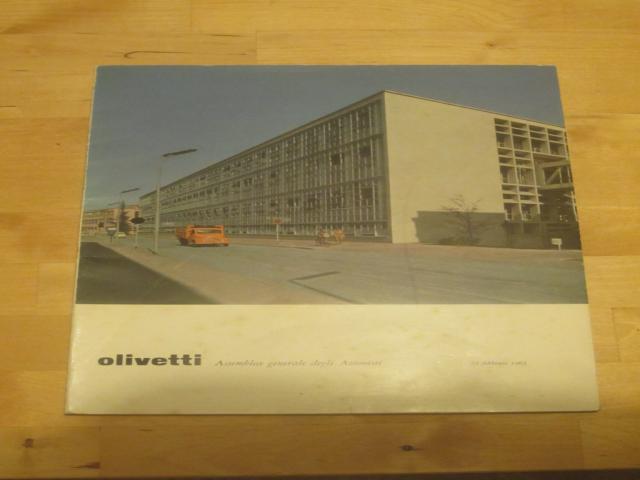 olivetti Assemblea generale degli Azionisti